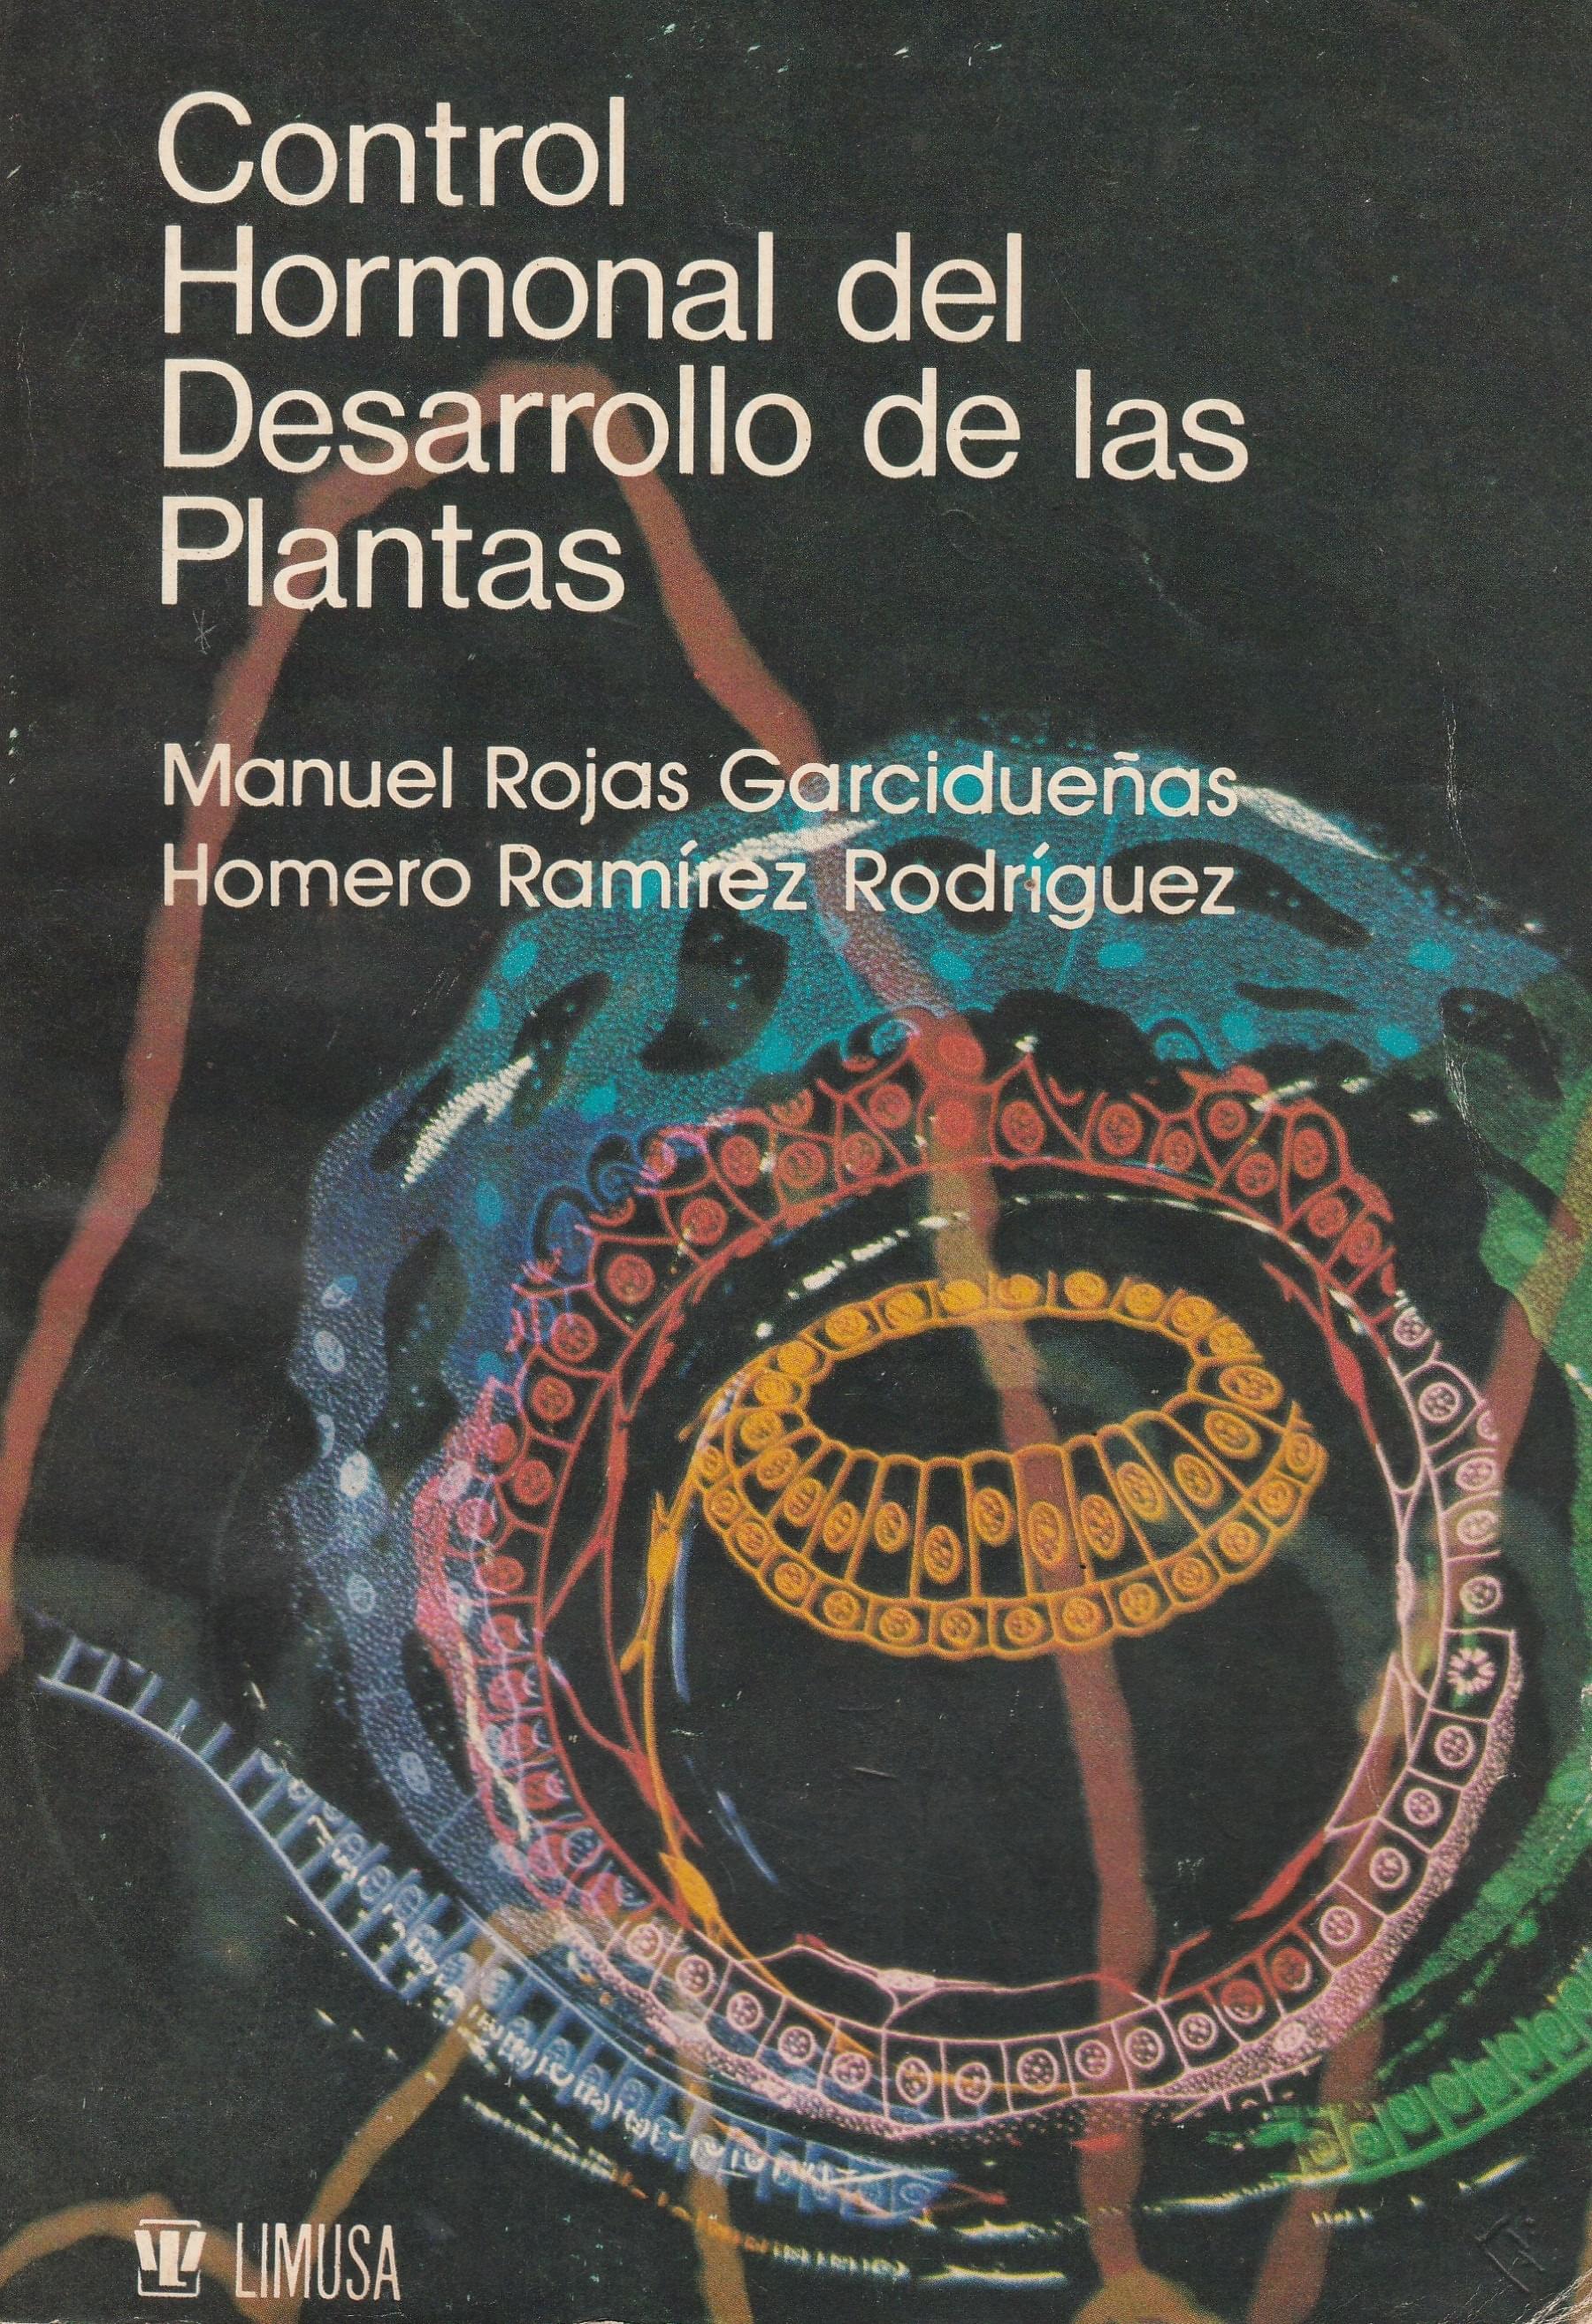 Control
Hormonal del
Desarrollo de las
Plantas
Manuel Rojas Garcidueñas
Homero Ramírez Rodríguez
LIMUSA